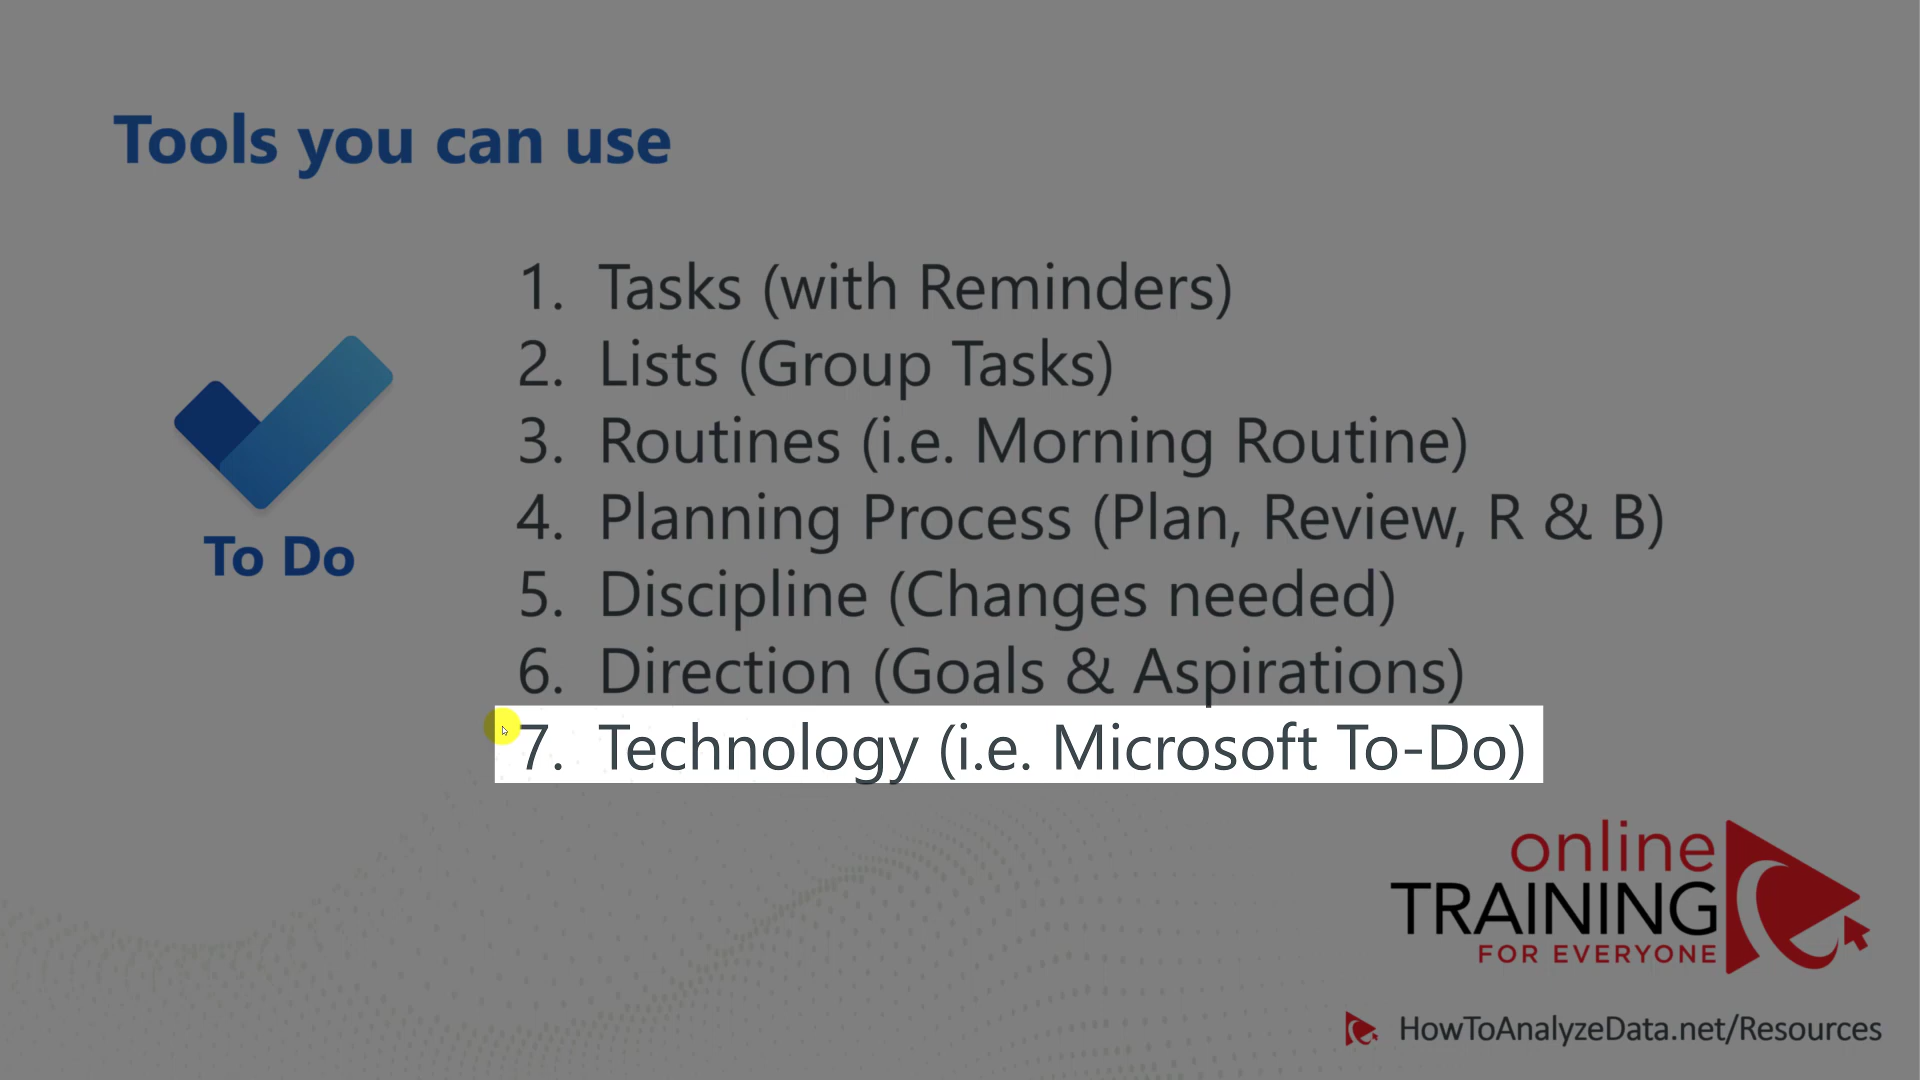 Tools you can use
1. Tasks (with Reminders)
2. Lists (Group Tasks)
3. Routines (i.e. Morning Routine)
4. Planning Process (Plan, Review, R & B)
5. Discipline (Changes needed)
6. Direction (Goals & Aspirations)
7. Technology (i.e. Microsoft To-Do)
To Do
online
TRAINING
FOR EVERYONE
HowToAnalyzeData.net/Resources